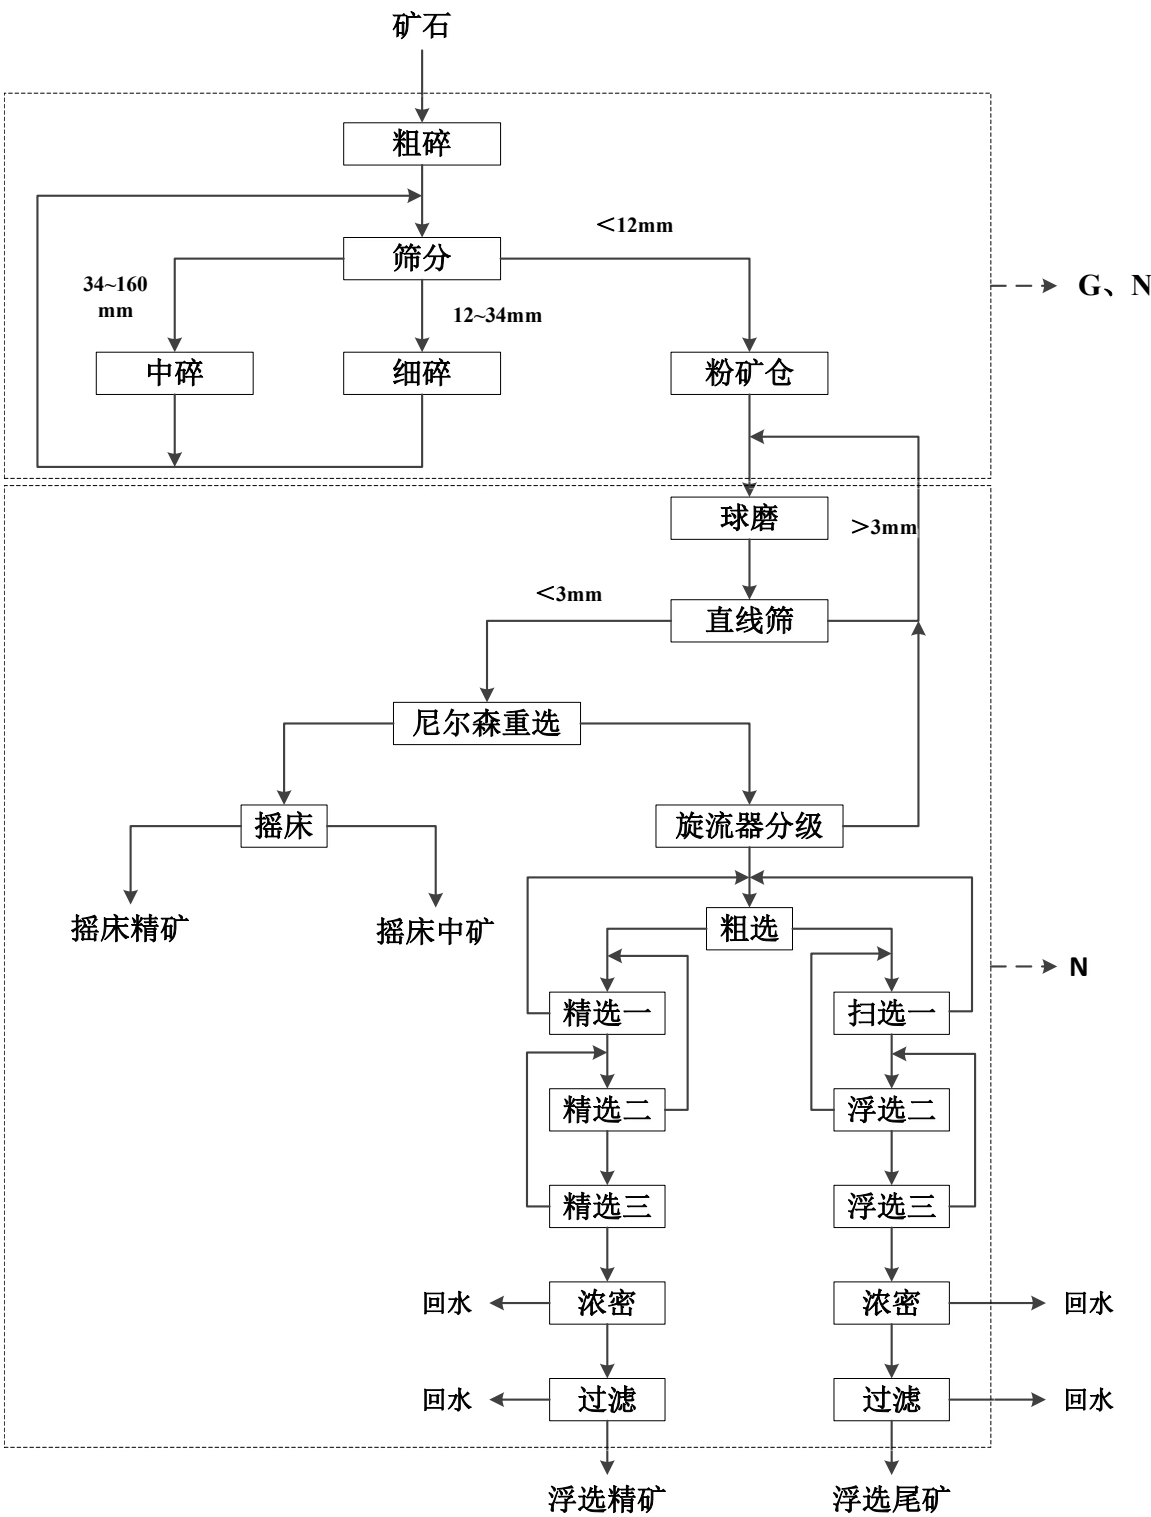 矿石
粗碎
＜12mm
筛分
34~160
mm
12~34mm
G、N
中碎
细碎
粉矿仓
球磨
＞3mm
＜3mm
直线筛
尼尔森重选
摇床
旋流器分级
摇床精矿
摇床中矿
粗选
N
精选一
扫选一
精选二
浮选二
精选三
浮选三
回水
浓密
浓密
回水
回水
过滤
过滤
回水
浮选精矿
浮选尾矿